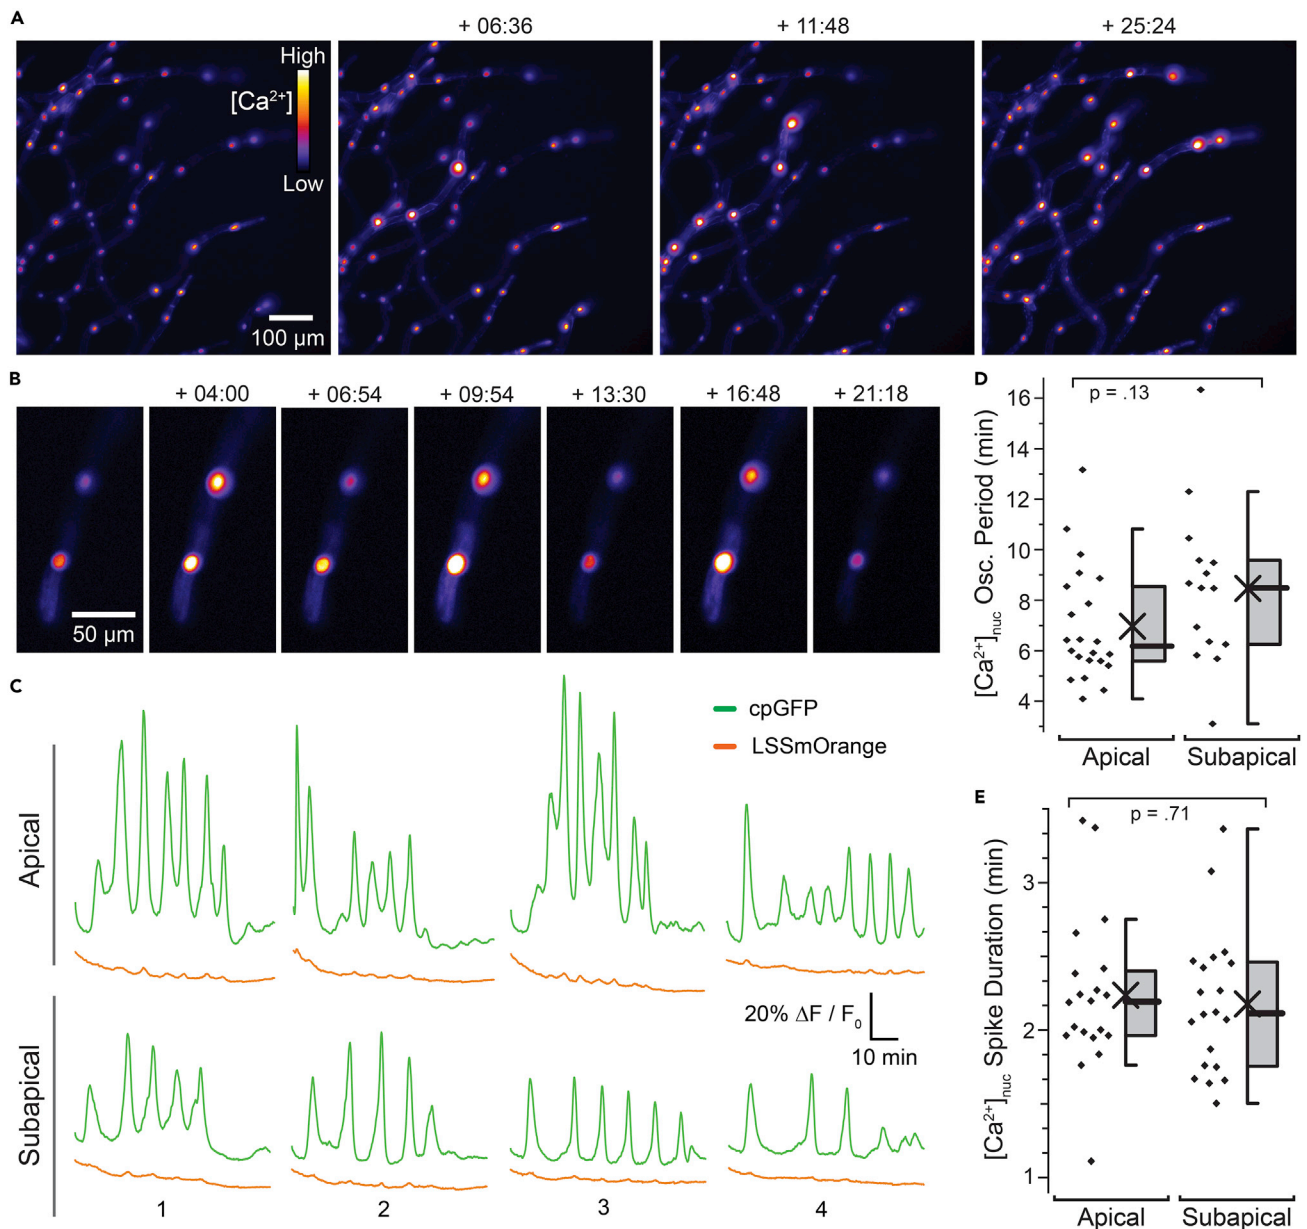 A
+ 06:36
+ 11:48
+ 25:24
High
[Ca²⁺]
Low
100 µm
B
+ 04:00
+ 06:54
+ 09:54
+ 13:30
+ 16:48
+ 21:18
50 µm
C
cpGFP
LSSmOrange
Apical
Subapical
20% ΔF / F₀
10 min
1
2
3
4
D
p = .13
[Ca²⁺]nuc Osc. Period (min)
16
14
12
10
8
6
4
Apical
Subapical
E
p = .71
[Ca²⁺]nuc Spike Duration (min)
3
2
1
Apical
Subapical